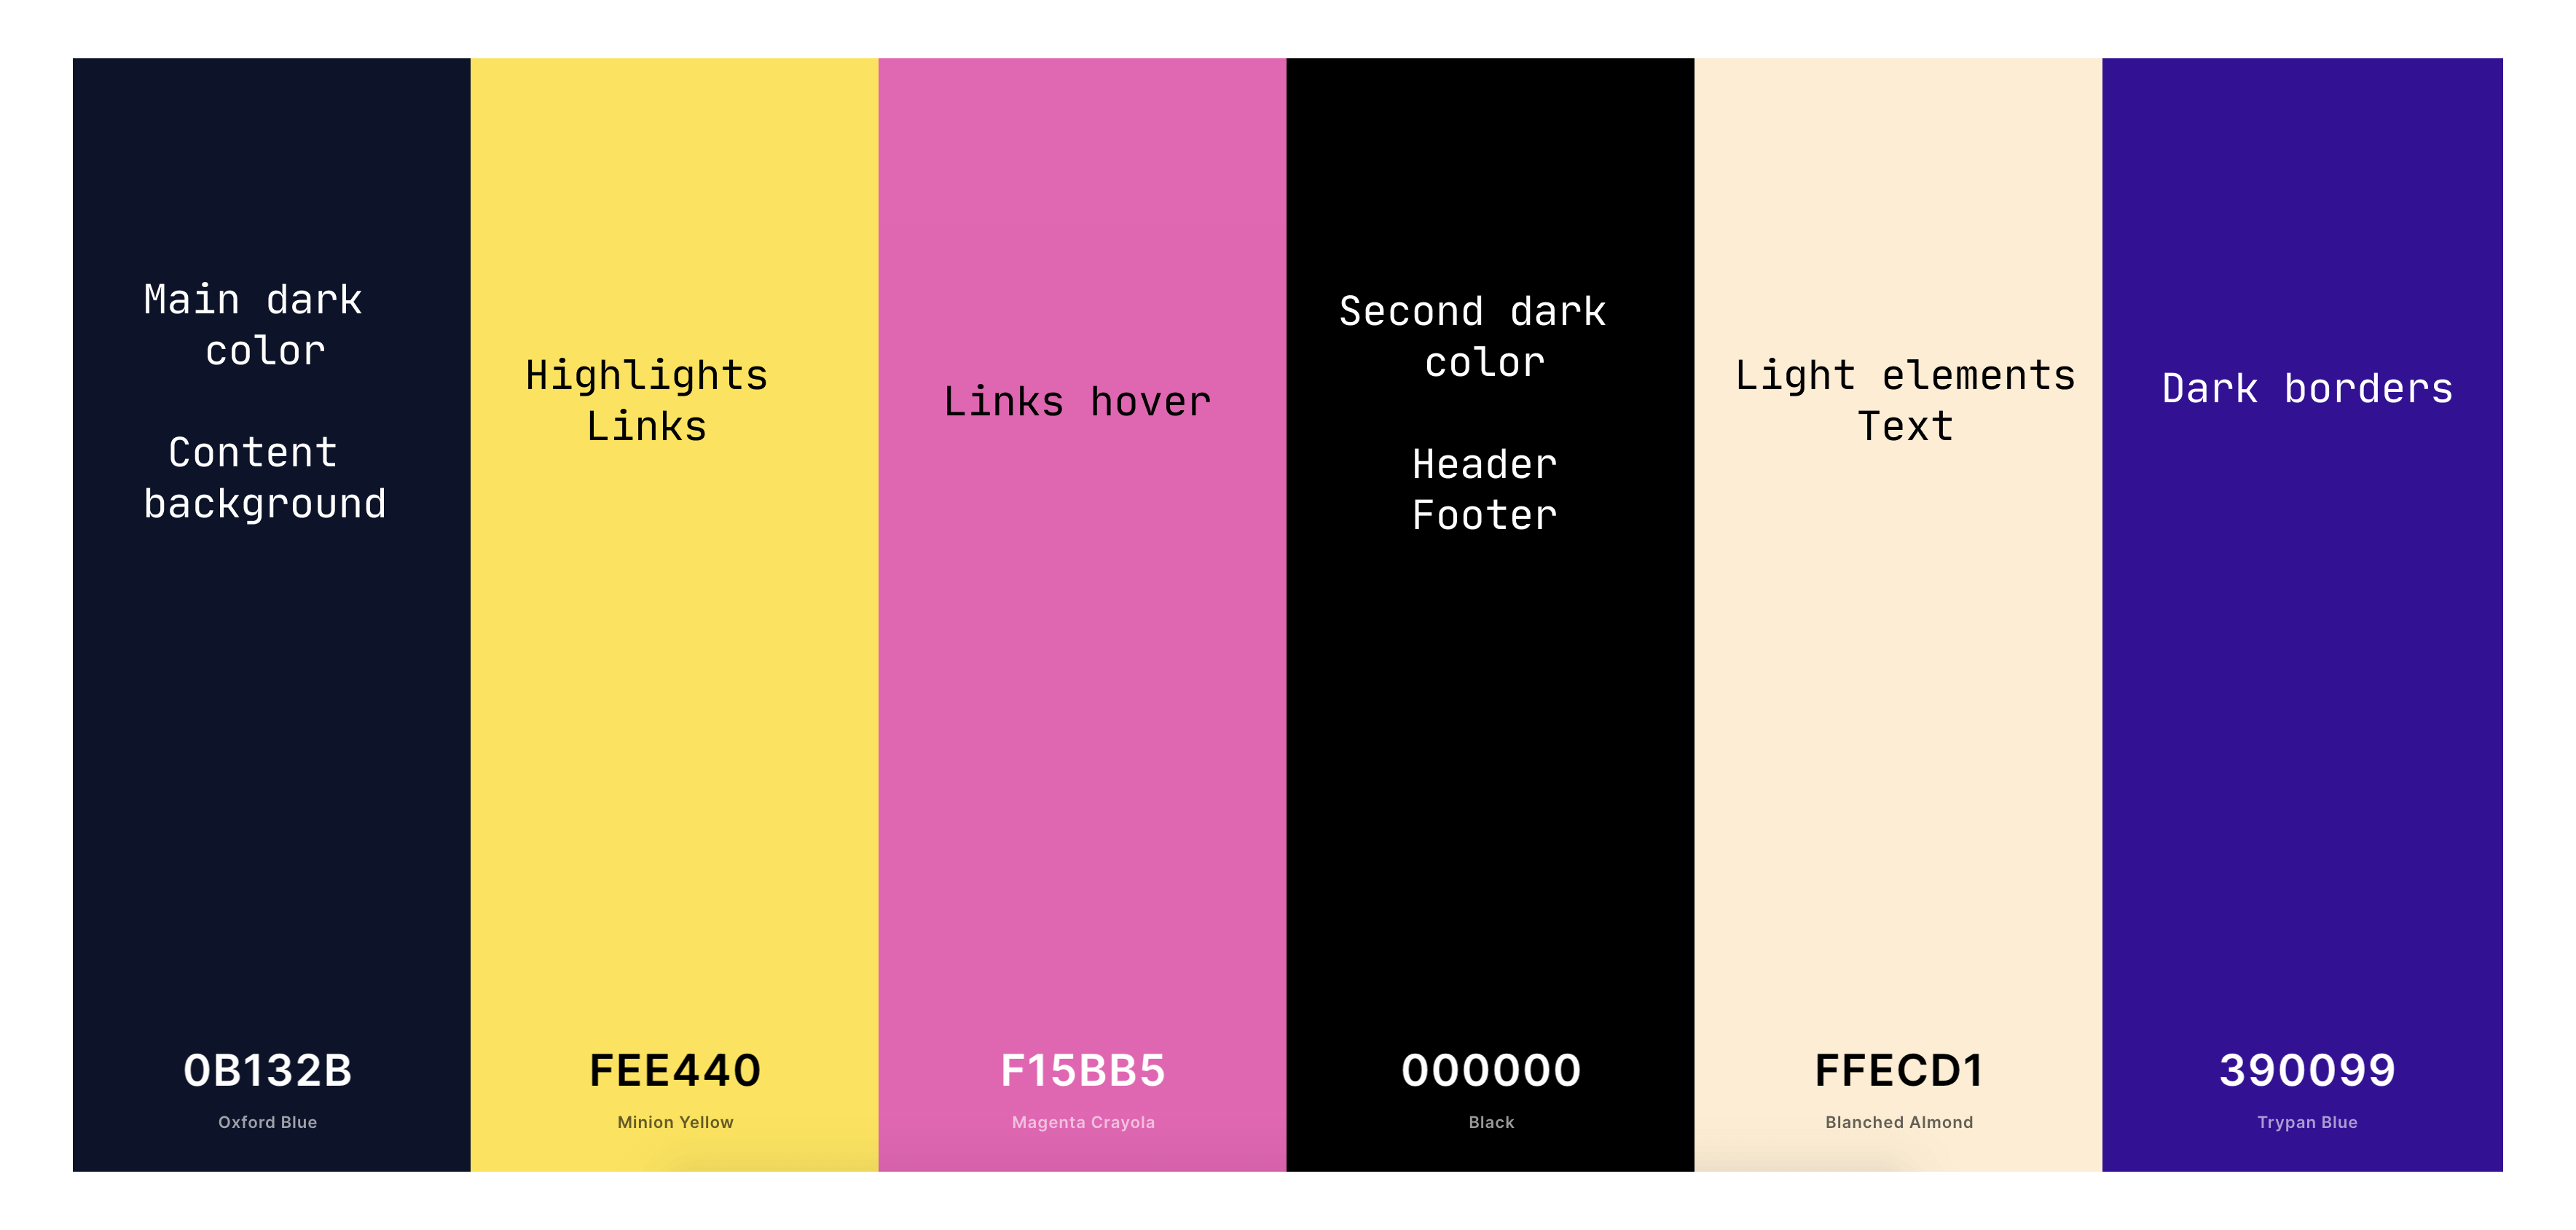 Main dark
color
Content
background
0B132B
Oxford Blue
Highlights
Links
FEE440
Minion Yellow
Links hover
F15BB5
Magenta Crayola
Second dark
color
Header
Footer
000000
Black
Light elements
Text
FFECD1
Blanched Almond
Dark borders
390099
Trypan Blue